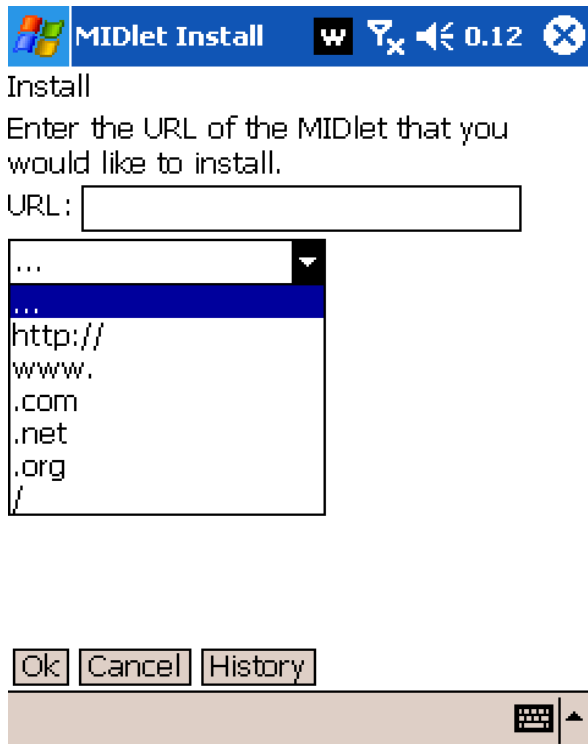 MIDlet Install W 0.12
Install
Enter the URL of the MIDlet that you
would like to install.
URL:
...
...
http://
www.
.com
.net
.org
/
Ok Cancel History